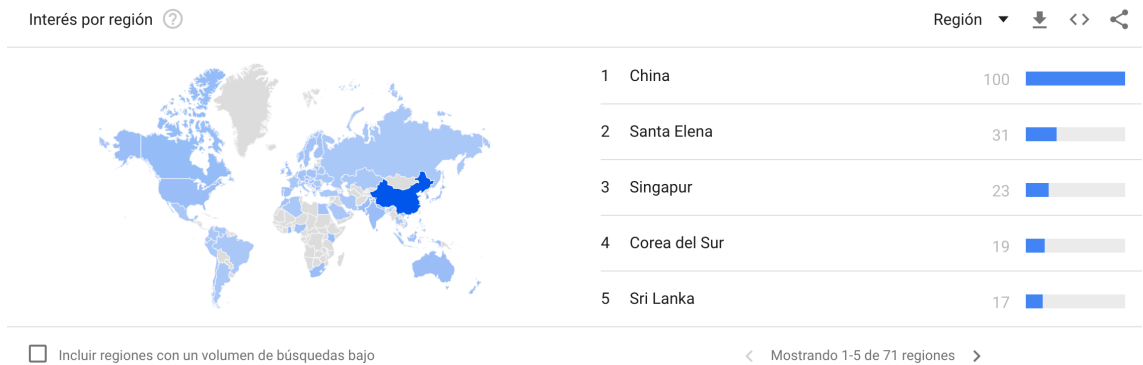 Interés por región
Región
1 China 100
2 Santa Elena 31
3 Singapur 23
4 Corea del Sur 19
5 Sri Lanka 17
Incluir regiones con un volumen de búsquedas bajo
Mostrando 1-5 de 71 regiones